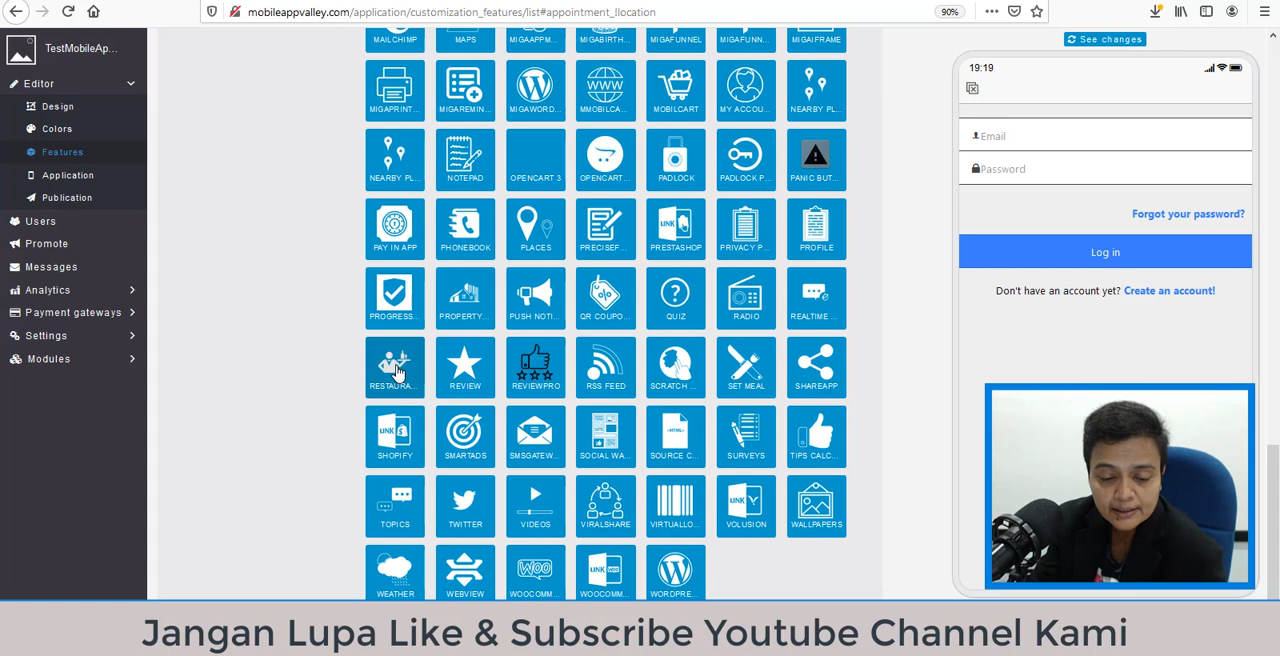 mobileappvalley.com/application/customization_features/list#appointment_llocation
90%
TestMobileAp...
Editor
Design
Colors
Features
Application
Publication
Users
Promote
Messages
Analytics
Payment gateways
Settings
Modules
MAILCHIMP MAPS MIGAAPPM... MIGABIRTH... MIGAFUNNEL MIGAFUNN... MIGAIFRAME
MIGAPRINT... MIGAREMIN... MIGAWORD... MMOBILCA... MOBILCART MY ACCOU... NEARBY PL...
NEARBY PL... NOTEPAD OPENCART 3 OPENCART... PADLOCK PADLOCK P... PANIC BUT...
PAY IN APP PHONEBOOK PLACES PRECISEF... PRESTASHOP PRIVACY P... PROFILE
PROGRESS... PROPERTY... PUSH NOTI... QR COUPO... QUIZ RADIO REALTIME ...
RESTAURA... REVIEW REVIEWPRO RSS FEED SCRATCH ... SET MEAL SHAREAPP
SHOPIFY SMARTADS SMSGATEW... SOCIAL WA... SOURCE C... SURVEYS TIPS CALC...
TOPICS TWITTER VIDEOS VIRALSHARE VIRTUALLO... VOLUSION WALLPAPERS
WEATHER WEBVIEW WOOCOMM... WOOCOMM... WORDPRE...
See changes
19:19
Email
Password
Forgot your password?
Log in
Don't have an account yet? Create an account!
Jangan Lupa Like & Subscribe Youtube Channel Kami